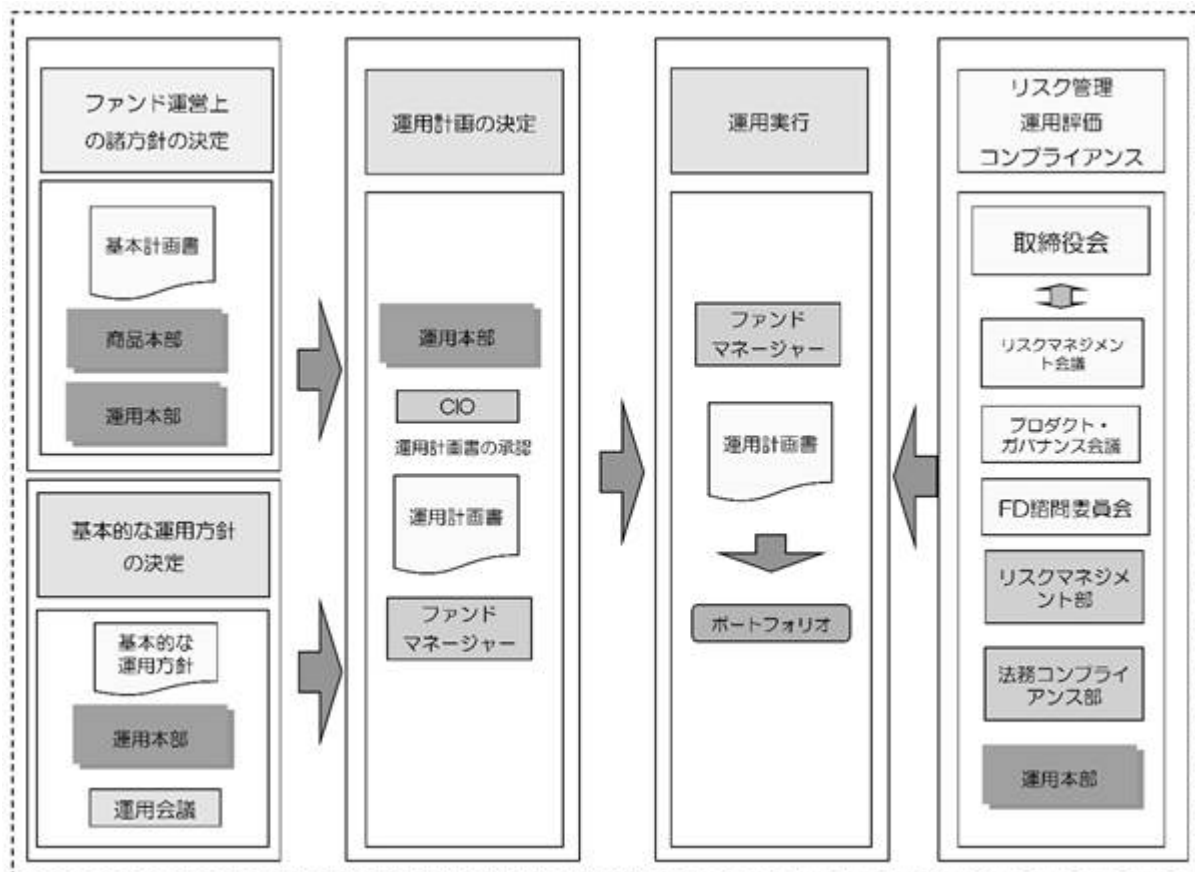 ファンド運営上
の諸方針の決定
基本計画書
商品本部
運用本部
基本的な運用方針
の決定
基本的な
運用方針
運用本部
運用会議
運用計画の決定
運用本部
CIO
運用計画書の承認
運用計画書
ファンド
マネージャー
運用実行
ファンド
マネージャー
運用計画書
ポートフォリオ
リスク管理
運用評価
コンプライアンス
取締役会
リスクマネジメン
ト会議
プロダクト・
ガバナンス会議
FD諮問委員会
リスクマネジメ
ント部
法務コンプライ
アンス部
運用本部